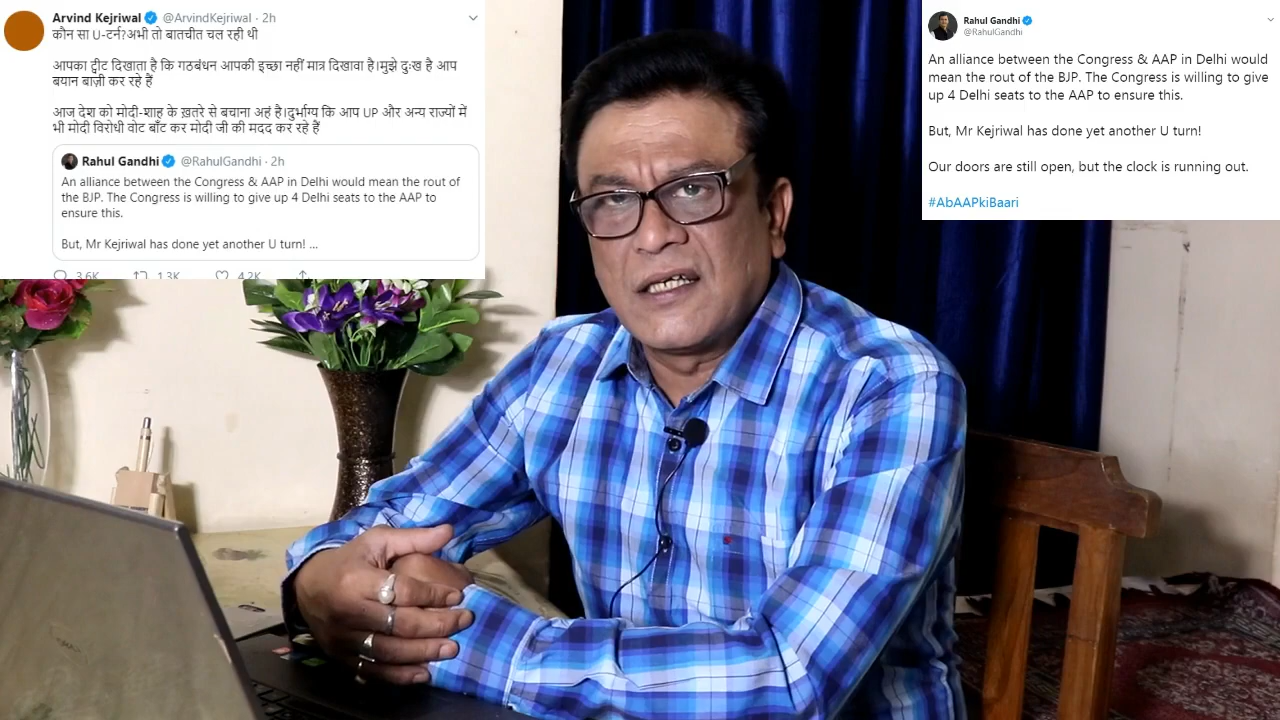 Arvind Kejriwal @ArvindKejriwal · 2h
कौन सा U-टर्न?अभी तो बातचीत चल रही थी
आपका ट्वीट दिखाता है कि गठबंधन आपकी इच्छा नहीं मात्र दिखावा है।मुझे दुःख है आप
बयान बाज़ी कर रहे हैं
आज देश को मोदी-शाह के ख़तरे से बचाना अहं है।दुर्भाग्य कि आप UP और अन्य राज्यों में
भी मोदी विरोधी वोट बाँट कर मोदी जी की मदद कर रहे हैं
Rahul Gandhi @RahulGandhi · 2h
An alliance between the Congress & AAP in Delhi would mean the rout of
the BJP. The Congress is willing to give up 4 Delhi seats to the AAP to
ensure this.
But, Mr Kejriwal has done yet another U turn! ...
3.6K 1.3K 4.2K
Rahul Gandhi
@RahulGandhi
An alliance between the Congress & AAP in Delhi would
mean the rout of the BJP. The Congress is willing to give
up 4 Delhi seats to the AAP to ensure this.
But, Mr Kejriwal has done yet another U turn!
Our doors are still open, but the clock is running out.
#AbAAPkiBaari